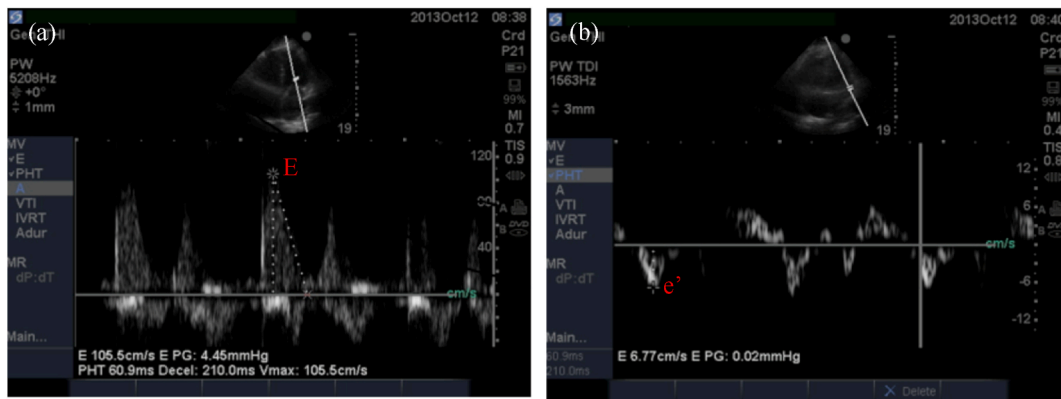 (a)
2013Oct12 08:38
Crd
P21
PW
5208Hz
+0°
1mm
99%
MI
0.7
TIS
0.9
19
MV
E
PHT
A
VTI
IVRT
Adur
MR
dP:dT
Main...
120
40
cm/s
A
B
DVD
E
E 105.5cm/s E PG: 4.45mmHg
PHT 60.9ms Decel: 210.0ms Vmax: 105.5cm/s
(b)
2013Oct12 08:40
Crd
P21
PW TDI
1563Hz
3mm
99%
MI
TIS
19
MV
E
PHT
A
VTI
IVRT
Adur
MR
dP:dT
Main...
60.9ms
210.0ms
12
6
cm/s
-6
-12
A
B
DVD
e'
E 6.77cm/s E PG: 0.02mmHg
Delete